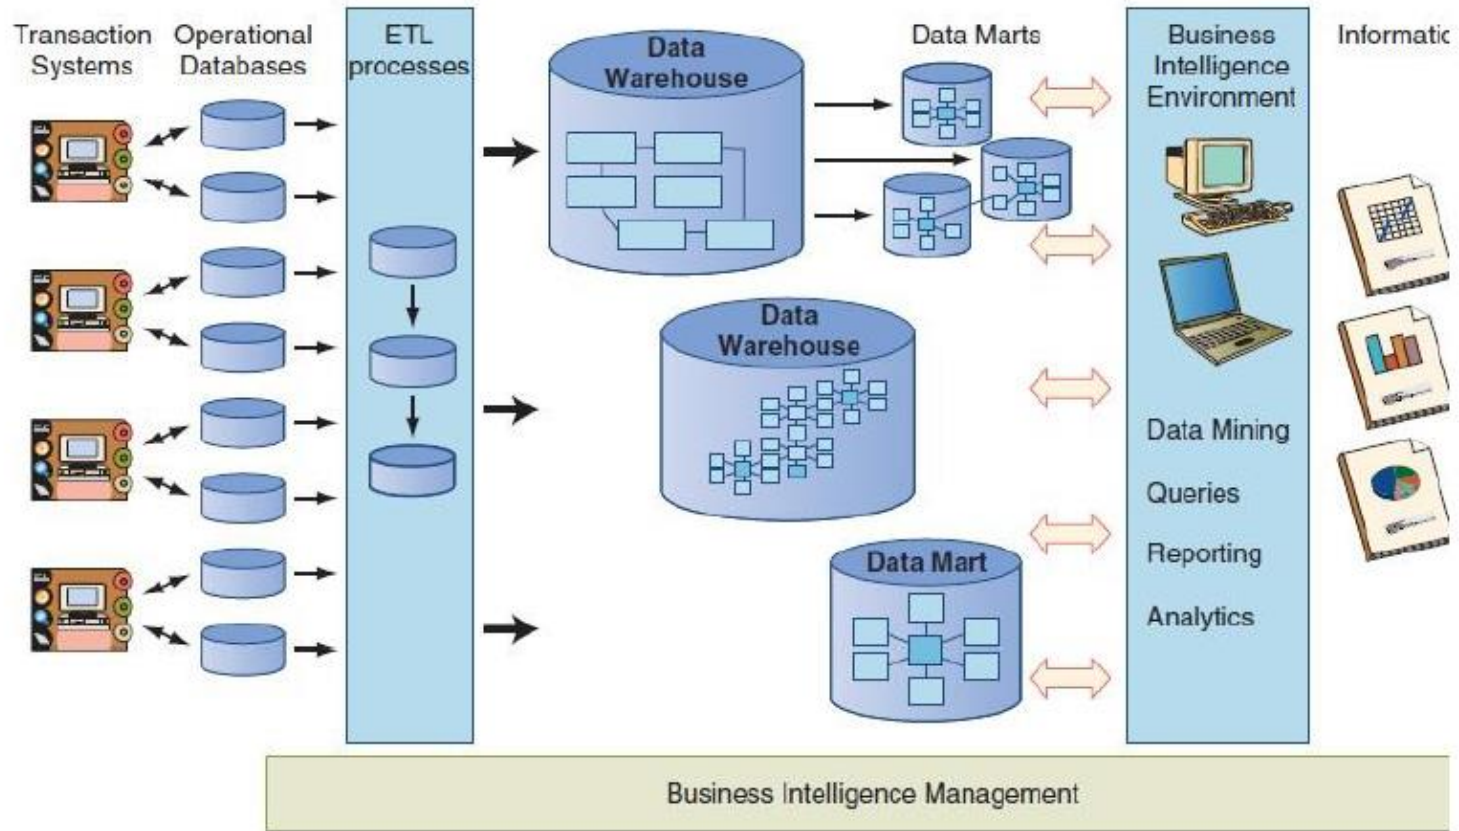 Transaction
Systems
Operational
Databases
ETL
processes
Data
Warehouse
Data Marts
Business
Intelligence
Environment
Informatic
Data
Warehouse
Data Mining
Queries
Reporting
Analytics
Data Mart
Business Intelligence Management